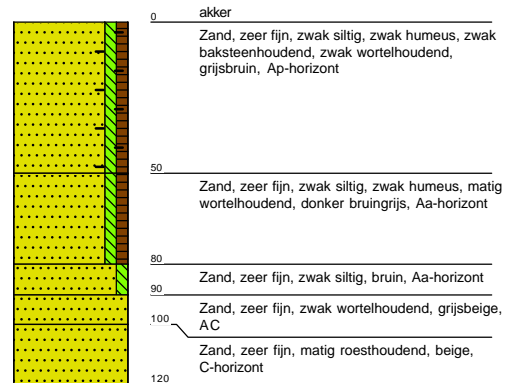 0 akker
Zand, zeer fijn, zwak siltig, zwak humeus, zwak
baksteenhoudend, zwak wortelhoudend,
grijsbruin, Ap-horizont
50
Zand, zeer fijn, zwak siltig, zwak humeus, matig
wortelhoudend, donker bruingrijs, Aa-horizont
80
Zand, zeer fijn, zwak siltig, bruin, Aa-horizont
90
Zand, zeer fijn, zwak wortelhoudend, grijsbeige,
AC
100
Zand, zeer fijn, matig roesthoudend, beige,
C-horizont
120